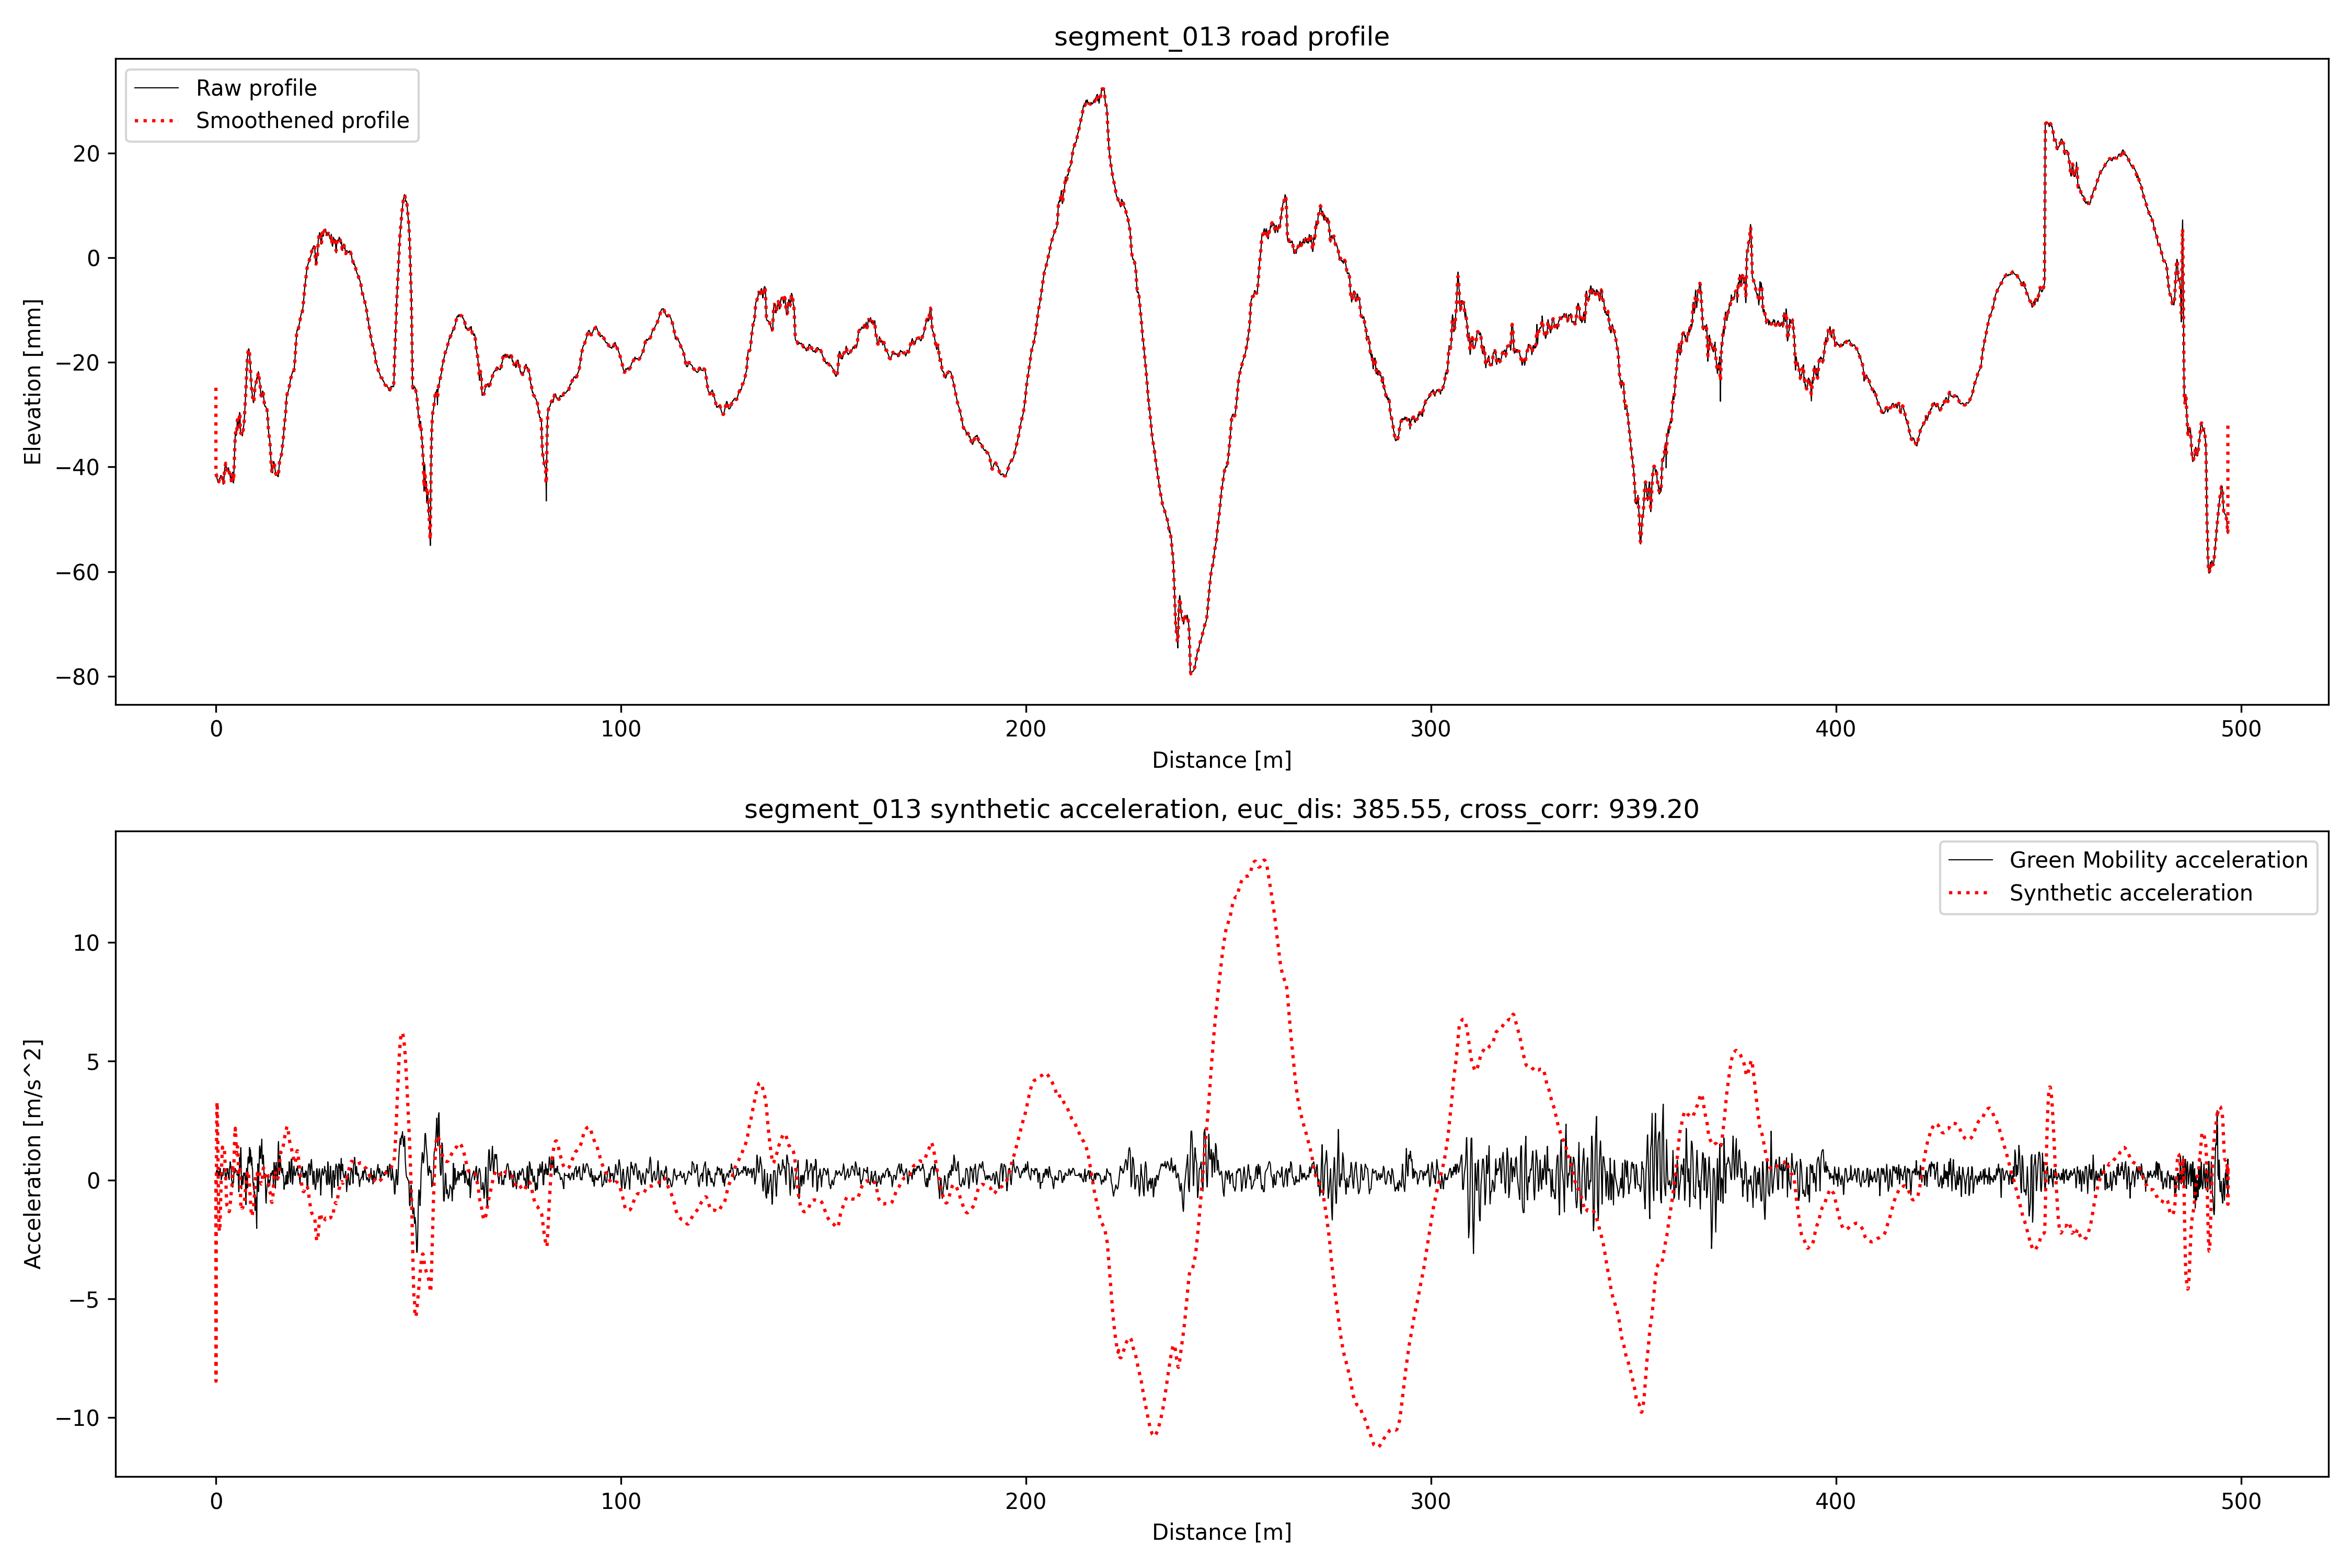 segment_013 road profile
Raw profile
Smoothened profile
20
0
−20
−40
−60
−80
Elevation [mm]
0 100 200 300 400 500
Distance [m]
segment_013 synthetic acceleration, euc_dis: 385.55, cross_corr: 939.20
Green Mobility acceleration
Synthetic acceleration
10
5
0
−5
−10
Acceleration [m/s^2]
0 100 200 300 400 500
Distance [m]